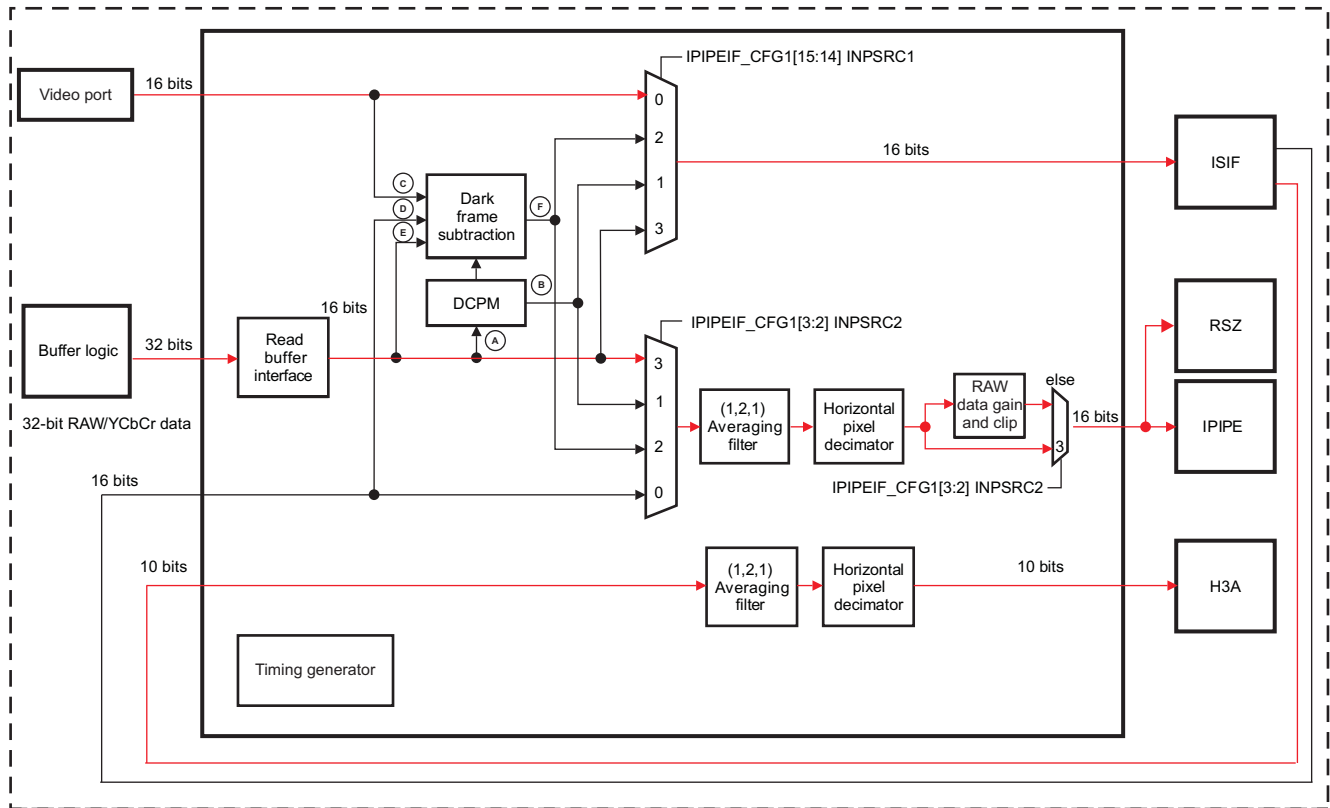 IPIPEIF_CFG1[15:14] INPSRC1
Video port
16 bits
0
2
1
3
16 bits
ISIF
C
D
E
Dark
frame
subtraction
F
DCPM
B
A
Buffer logic
32 bits
32-bit RAW/YCbCr data
Read
buffer
interface
16 bits
IPIPEIF_CFG1[3:2] INPSRC2
3
1
2
0
(1,2,1)
Averaging
filter
Horizontal
pixel
decimator
RAW
data gain
and clip
else
3
16 bits
IPIPEIF_CFG1[3:2] INPSRC2
RSZ
IPIPE
16 bits
10 bits
(1,2,1)
Averaging
filter
Horizontal
pixel
decimator
10 bits
H3A
Timing generator